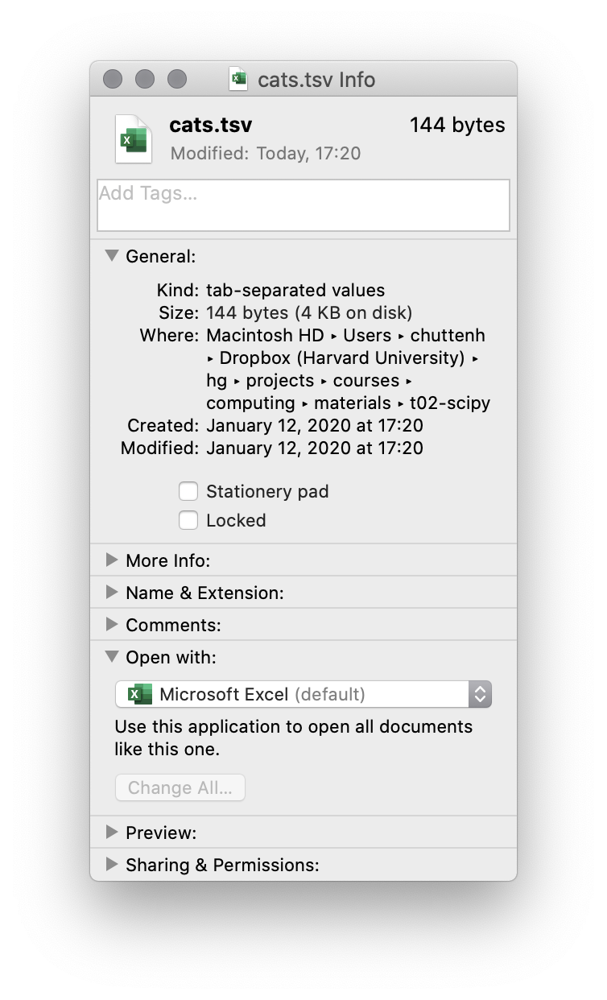 cats.tsv Info
cats.tsv 144 bytes
Modified: Today, 17:20
Add Tags...
General:
Kind: tab-separated values
Size: 144 bytes (4 KB on disk)
Where: Macintosh HD ▸ Users ▸ chuttenh
▸ Dropbox (Harvard University) ▸
hg ▸ projects ▸ courses ▸
computing ▸ materials ▸ t02-scipy
Created: January 12, 2020 at 17:20
Modified: January 12, 2020 at 17:20
Stationery pad
Locked
More Info:
Name & Extension:
Comments:
Open with:
Microsoft Excel (default)
Use this application to open all documents
like this one.
Change All...
Preview:
Sharing & Permissions: